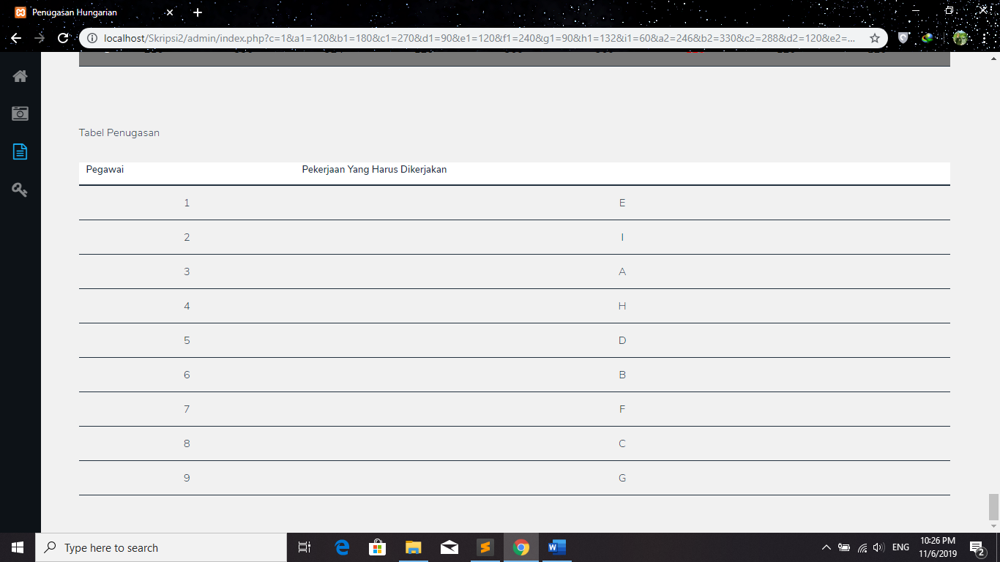 Penugasan Hungarian
localhost/Skripsi2/admin/index.php?c=1&a1=120&b1=180&c1=270&d1=90&e1=120&f1=240&g1=90&h1=132&i1=60&a2=246&b2=330&c2=288&d2=120&e2=...
Tabel Penugasan
Pegawai Pekerjaan Yang Harus Dikerjakan
1 E
2 I
3 A
4 H
5 D
6 B
7 F
8 C
9 G
Type here to search
ENG
10:26 PM
11/6/2019
2